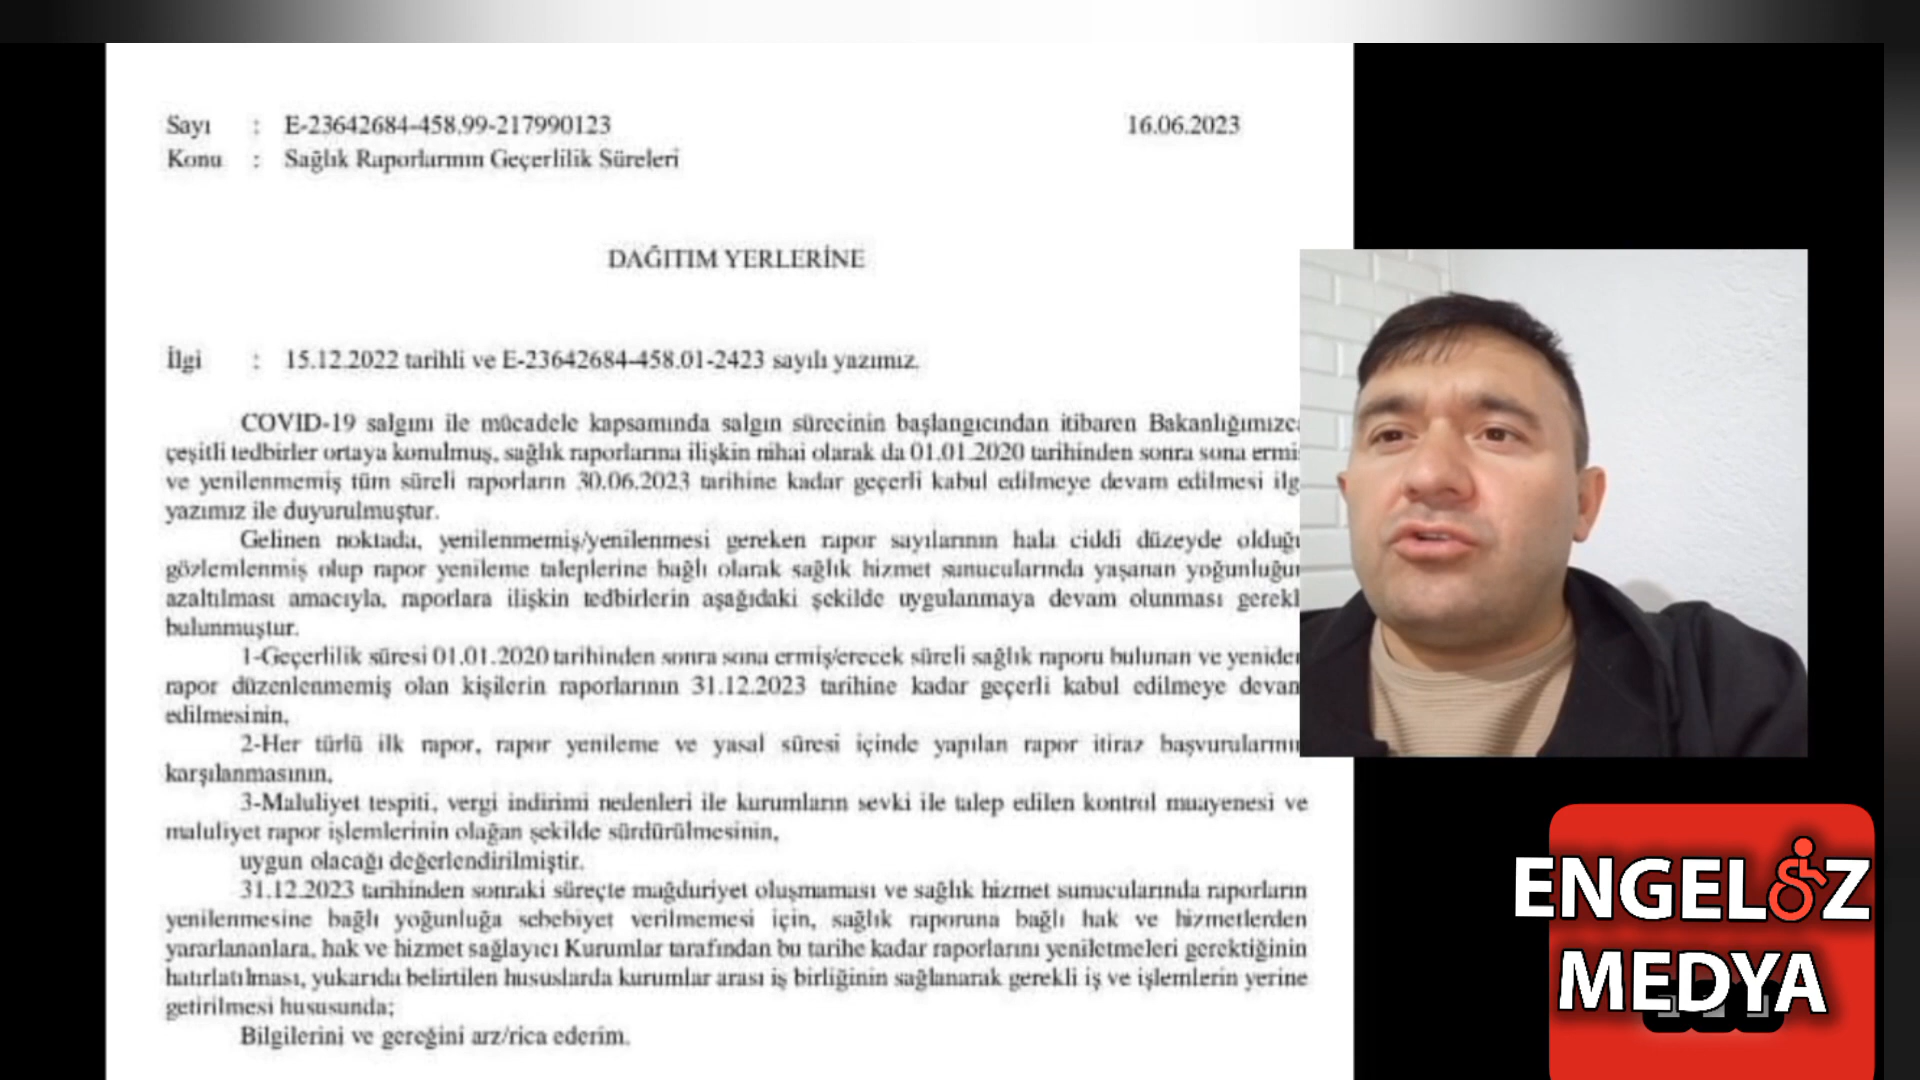 Sayı : E-23642684-458.99-217990123 16.06.2023
Konu : Sağlık Raporlarının Geçerlilik Süreleri
DAĞITIM YERLERİNE
İlgi : 15.12.2022 tarihli ve E-23642684-458.01-2423 sayılı yazımız.
COVID-19 salgını ile mücadele kapsamında salgın sürecinin başlangıcından itibaren Bakanlığımızc
çeşitli tedbirler ortaya konulmuş, sağlık raporlarına ilişkin nihai olarak da 01.01.2020 tarihinden sonra sona ermi
ve yenilenmemiş tüm süreli raporların 30.06.2023 tarihine kadar geçerli kabul edilmeye devam edilmesi ilg
yazımız ile duyurulmuştur.
Gelinen noktada, yenilenmemiş/yenilenmesi gereken rapor sayılarının hala ciddi düzeyde olduğu
gözlemlenmiş olup rapor yenileme taleplerine bağlı olarak sağlık hizmet sunucularında yaşanan yoğunluğun
azaltılması amacıyla, raporlara ilişkin tedbirlerin aşağıdaki şekilde uygulanmaya devam olunması gerekl
bulunmuştur.
1-Geçerlilik süresi 01.01.2020 tarihinden sonra sona ermiş/erecek süreli sağlık raporu bulunan ve yeniden
rapor düzenlenmemiş olan kişilerin raporlarının 31.12.2023 tarihine kadar geçerli kabul edilmeye devam
edilmesinin,
2-Her türlü ilk rapor, rapor yenileme ve yasal süresi içinde yapılan rapor itiraz başvurularının
karşılanmasının,
3-Maluliyet tespiti, vergi indirimi nedenleri ile kurumların sevki ile talep edilen kontrol muayenesi ve
maluliyet rapor işlemlerinin olağan şekilde sürdürülmesinin,
uygun olacağı değerlendirilmiştir.
31.12.2023 tarihinden sonraki süreçte mağduriyet oluşmaması ve sağlık hizmet sunucularında raporların
yenilenmesine bağlı yoğunluğa sebebiyet verilmemesi için, sağlık raporuna bağlı hak ve hizmetlerden
yararlananlara, hak ve hizmet sağlayıcı Kurumlar tarafından bu tarihe kadar raporlarını yeniletmeleri gerektiğinin
hatırlatılması, yukarıda belirtilen hususlarda kurumlar arası iş birliğinin sağlanarak gerekli iş ve işlemlerin yerine
getirilmesi hususunda;
Bilgilerini ve gereğini arz/rica ederim.
ENGELSİZ
MEDYA